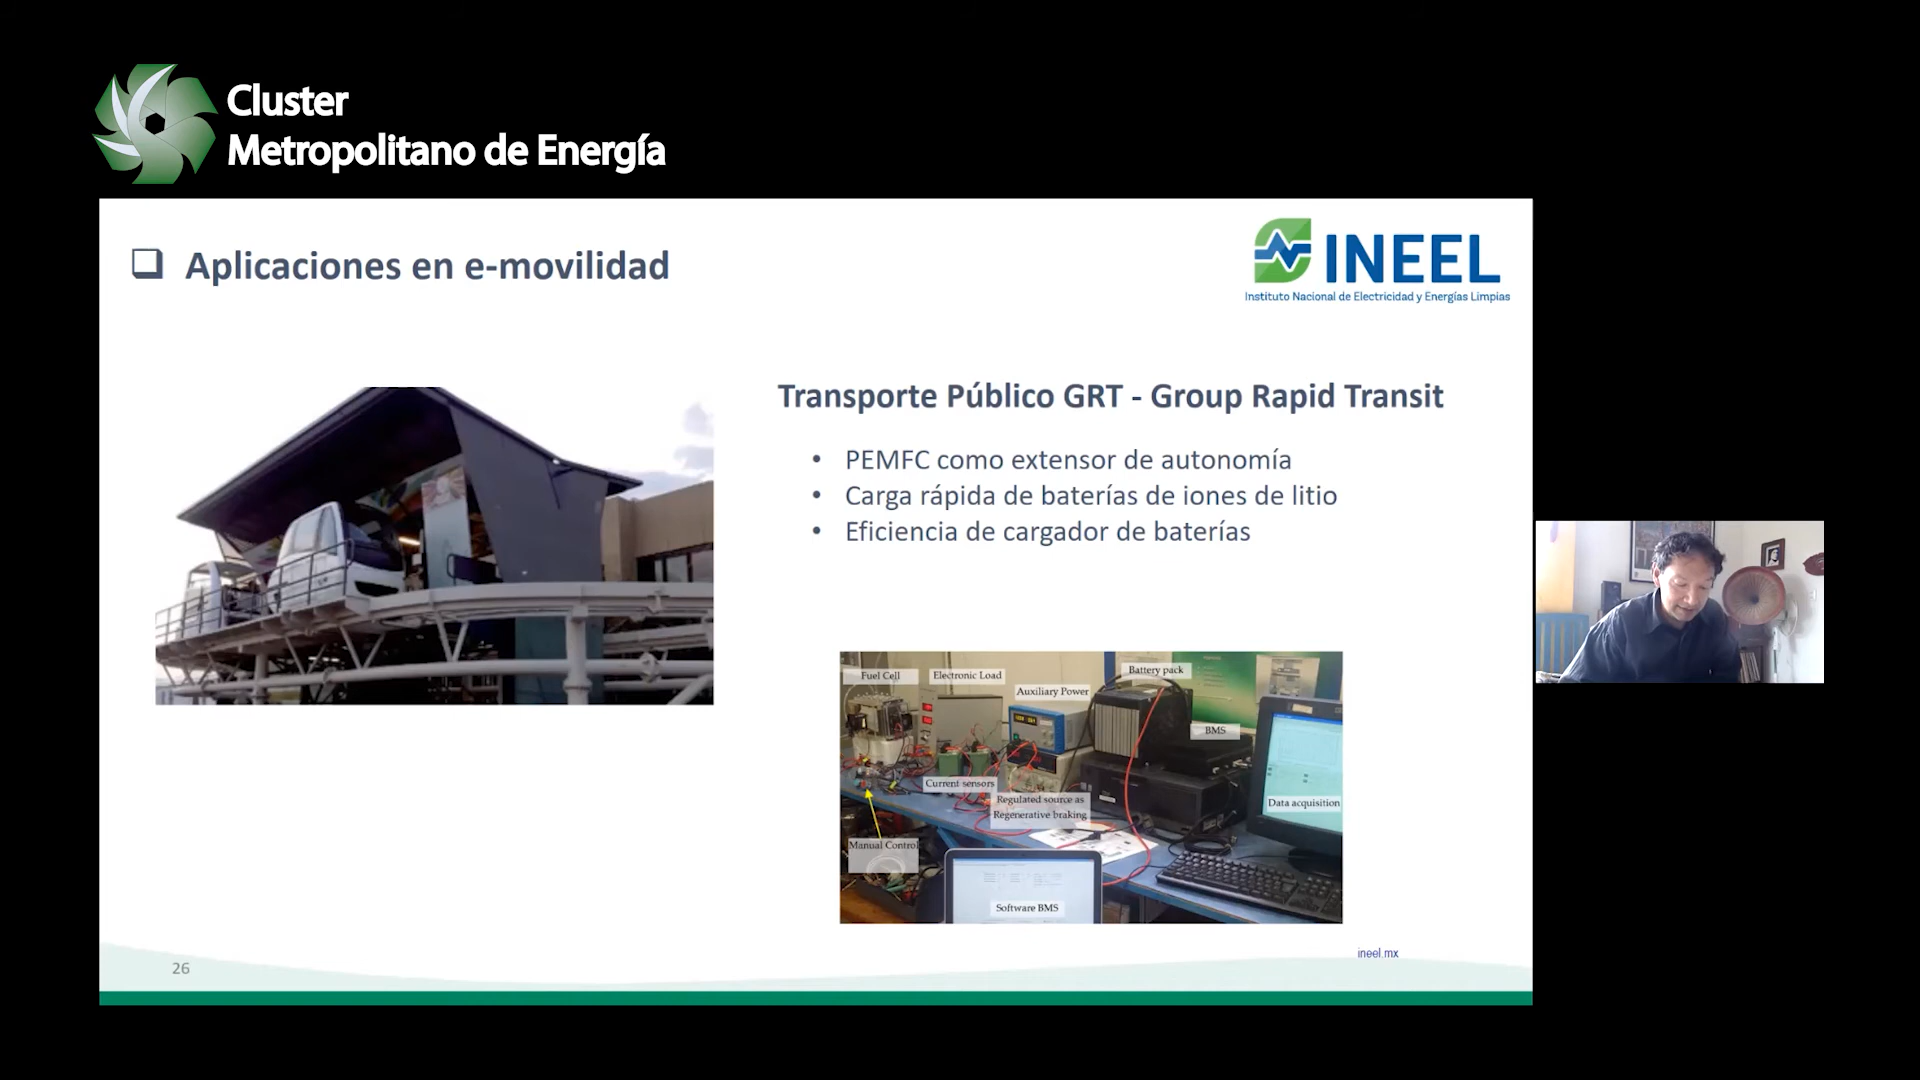 Cluster
Metropolitano de Energía
Aplicaciones en e-movilidad
INEEL
Instituto Nacional de Electricidad y Energías Limpias
Transporte Público GRT - Group Rapid Transit
• PEMFC como extensor de autonomía
• Carga rápida de baterías de iones de litio
• Eficiencia de cargador de baterías
Fuel Cell
Electronic Load
Auxiliary Power
Battery pack
BMS
Current sensors
Regulated source as
Regenerative braking
Data acquisition
Manual Control
Software BMS
ineel.mx
26